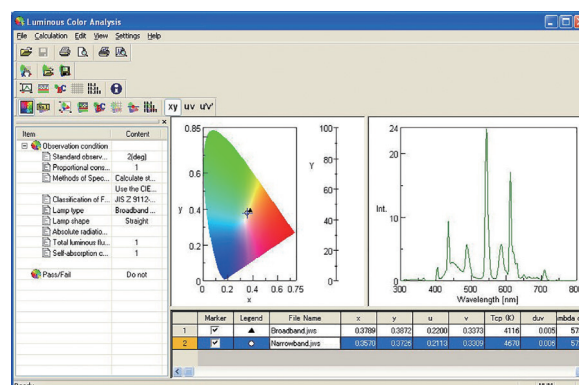 Luminous Color Analysis
File Calculation Edit View Settings Help
xy uv u'v'
Item Content
Observation condition
Standard observ... 2(deg)
Proportional cons... 1
Methods of Spec... Calculate st...
Use the CIE...
Classification of F... JIS Z 9112-...
Lamp type Broadband ...
Lamp shape Straight
Absolute radiatio...
Total luminous flu... 1
Self-absorption c... 1
Pass/Fail Do not
0.85
0.6
0.4
0.2
0
y
0 0.2 0.4 0.6 0.75
x
100
80
60
40
20
0
Y
24
20
10
0
Int.
300 400 500 600 700 800
Wavelength [nm]
Marker Legend File Name x y u v Tcp (K) duv
1 Broadband.jws 0.3789 0.3872 0.2200 0.3373 4116 0.005 57
2 Narrowband.jws 0.3570 0.3725 0.2113 0.3309 4670 0.005 57
Ready